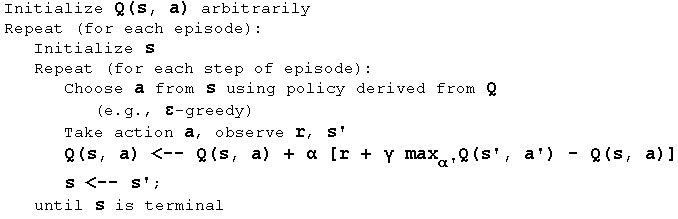 Initialize Q(s, a) arbitrarily
Repeat (for each episode):
Initialize s
Repeat (for each step of episode):
Choose a from s using policy derived from Q
(e.g., ε-greedy)
Take action a, observe r, s'
Q(s, a) <-- Q(s, a) + α [r + γ maxα'Q(s', a') - Q(s, a)]
s <-- s';
until s is terminal